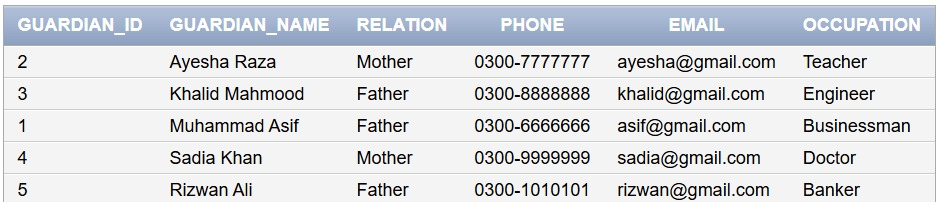 GUARDIAN_ID GUARDIAN_NAME RELATION PHONE EMAIL OCCUPATION
2 Ayesha Raza Mother 0300-7777777 ayesha@gmail.com Teacher
3 Khalid Mahmood Father 0300-8888888 khalid@gmail.com Engineer
1 Muhammad Asif Father 0300-6666666 asif@gmail.com Businessman
4 Sadia Khan Mother 0300-9999999 sadia@gmail.com Doctor
5 Rizwan Ali Father 0300-1010101 rizwan@gmail.com Banker